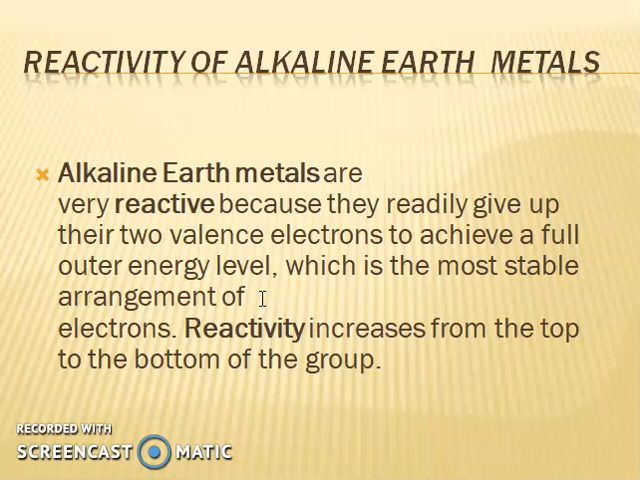 REACTIVITY OF ALKALINE EARTH METALS
Alkaline Earth metals are
very reactive because they readily give up
their two valence electrons to achieve a full
outer energy level, which is the most stable
arrangement of
electrons. Reactivity increases from the top
to the bottom of the group.
RECORDED WITH
SCREENCAST MATIC